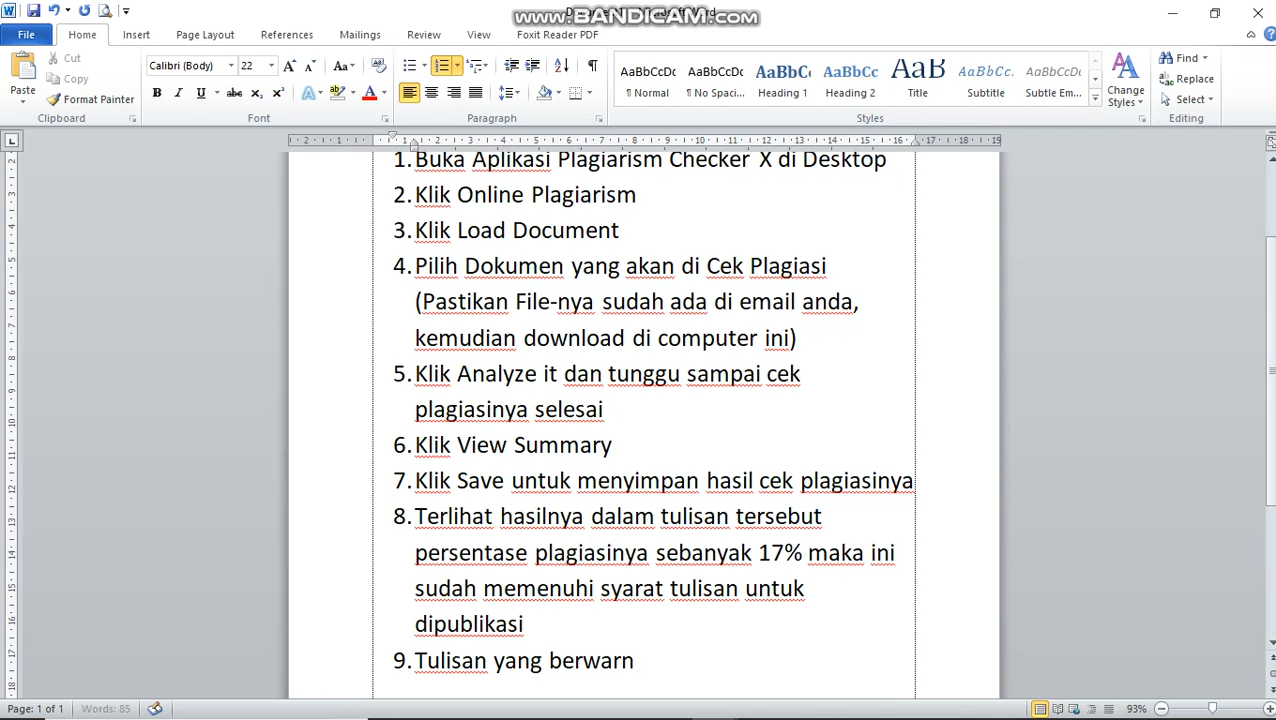 www.BANDICAM.com
File Home Insert Page Layout References Mailings Review View Foxit Reader PDF
Cut
Copy
Paste
Format Painter
Clipboard
Calibri (Body) 22
Font
Paragraph
AaBbCcDc AaBbCcDc AaBbCc AaBbCc AaB AaBbCc. AaBbCcDc
¶ Normal ¶ No Spaci... Heading 1 Heading 2 Title Subtitle Subtle Em...
Styles
Change Styles
Find
Replace
Select
Editing
1. Buka Aplikasi Plagiarism Checker X di Desktop
2. Klik Online Plagiarism
3. Klik Load Document
4. Pilih Dokumen yang akan di Cek Plagiasi
(Pastikan File-nya sudah ada di email anda,
kemudian download di computer ini)
5. Klik Analyze it dan tunggu sampai cek
plagiasinya selesai
6. Klik View Summary
7. Klik Save untuk menyimpan hasil cek plagiasinya
8. Terlihat hasilnya dalam tulisan tersebut
persentase plagiasinya sebanyak 17% maka ini
sudah memenuhi syarat tulisan untuk
dipublikasi
9. Tulisan yang berwarn
Page: 1 of 1 Words: 85 93%